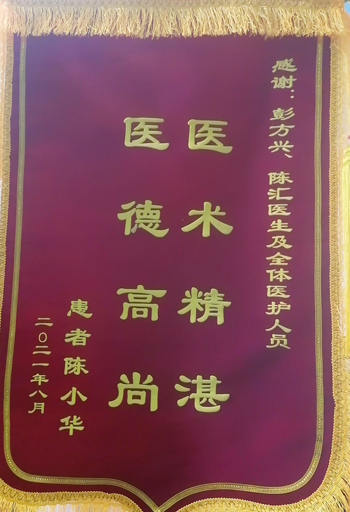 感谢：彭方兴、陈汇医生及全体医护人员
医术精湛
医德高尚
患者陈小华
二〇二一年八月